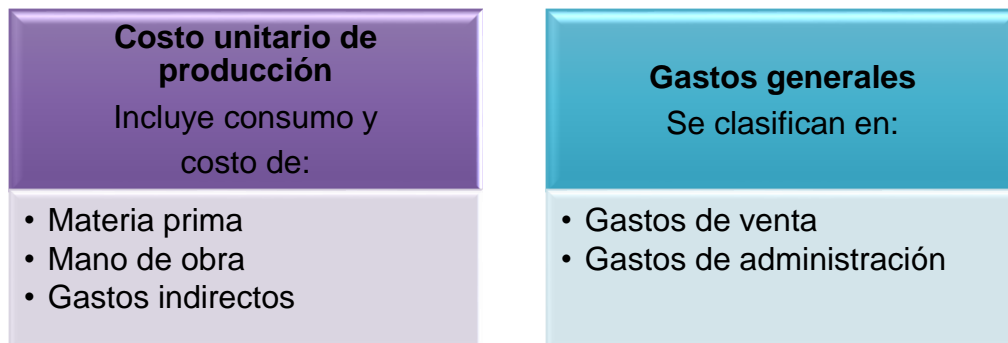 Costo unitario de
producción
Incluye consumo y
costo de:
• Materia prima
• Mano de obra
• Gastos indirectos
Gastos generales
Se clasifican en:
• Gastos de venta
• Gastos de administración